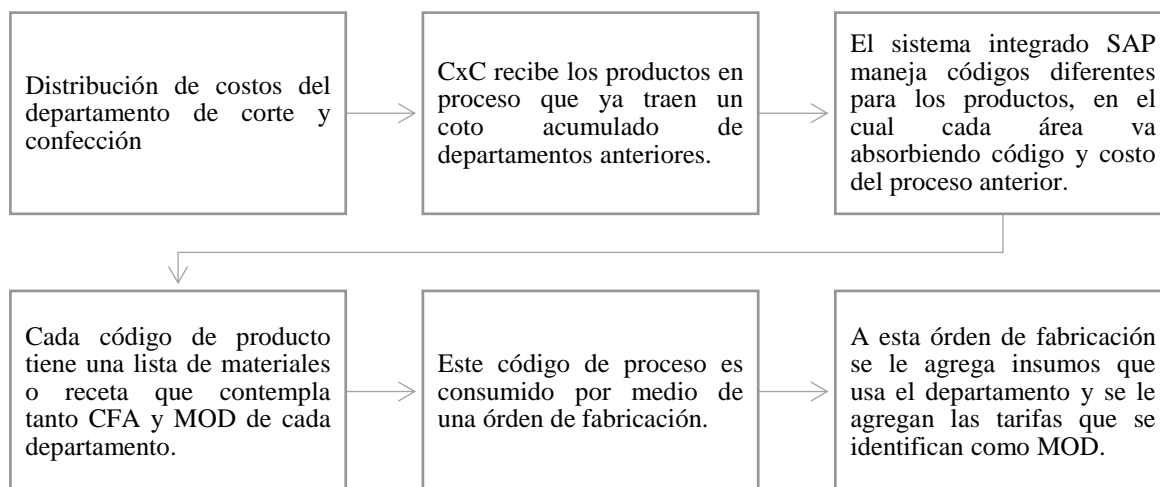 Distribución de costos del
departamento de corte y
confección
CxC recibe los productos en
proceso que ya traen un
coto acumulado de
departamentos anteriores.
El sistema integrado SAP
maneja códigos diferentes
para los productos, en el
cual cada área va
absorbiendo código y costo
del proceso anterior.
Cada código de producto
tiene una lista de materiales
o receta que contempla
tanto CFA y MOD de cada
departamento.
Este código de proceso es
consumido por medio de
una órden de fabricación.
A esta órden de fabricación
se le agrega insumos que
usa el departamento y se le
agregan las tarifas que se
identifican como MOD.